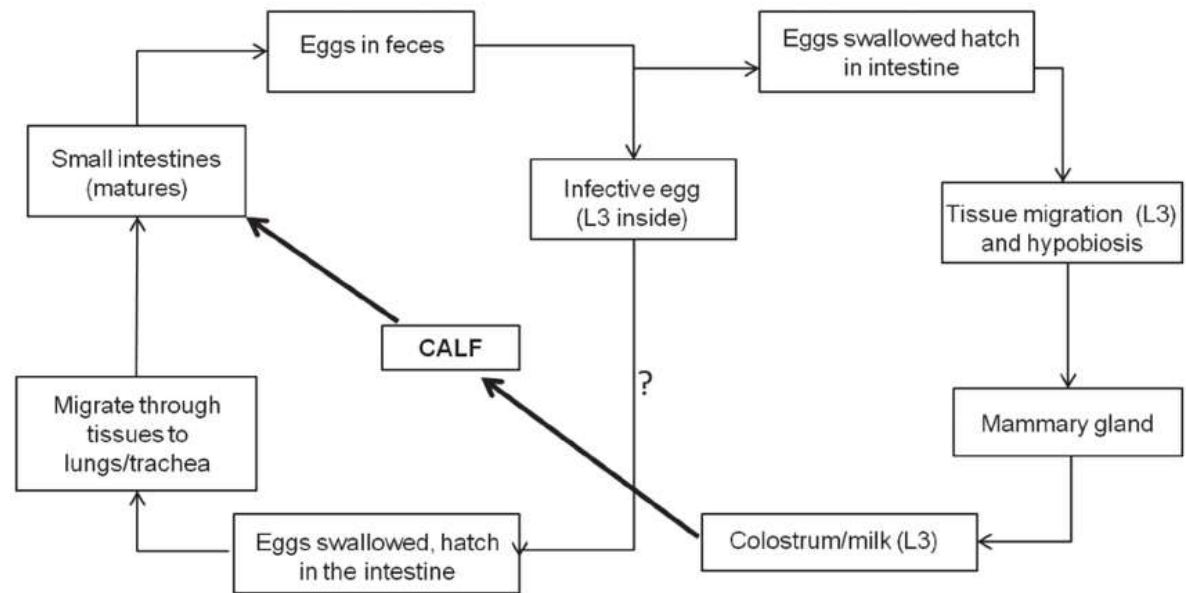 Eggs in feces
Eggs swallowed hatch
in intestine
Small intestines
(matures)
Infective egg
(L3 inside)
Tissue migration (L3)
and hypobiosis
CALF
?
Migrate through
tissues to
lungs/trachea
Mammary gland
Eggs swallowed, hatch
in the intestine
Colostrum/milk (L3)